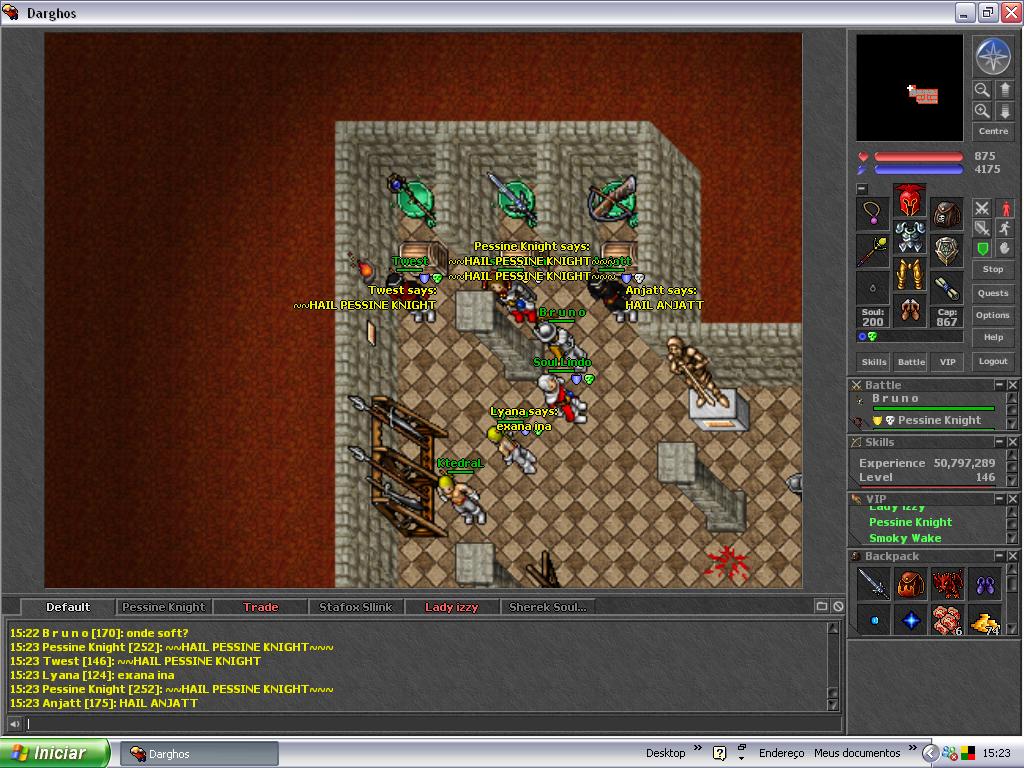 Darghos
Pessine Knight says:
~~HAIL PESSINE KNIGHT~~~
~~HAIL PESSINE KNIGHT~~~
Twest
Twest says:
~~HAIL PESSINE KNIGHT
Anjatt says:
HAIL ANJATT
B r u n o
Soul Lindo
Lyana says:
exana ina
KtedraL
Centre
875
4175
Soul:
200
Cap:
867
Stop
Quests
Options
Help
Skills
Battle
VIP
Logout
Battle
B r u n o
Pessine Knight
Skills
Experience 50,797,289
Level 146
VIP
Lady izzy
Pessine Knight
Smoky Wake
Backpack
6
74
Default
Pessine Knight
Trade
Stafox Sllink
Lady izzy
Sherek Soul...
15:22 B r u n o [170]: onde soft?
15:23 Pessine Knight [252]: ~~HAIL PESSINE KNIGHT~~~
15:23 Twest [146]: ~~HAIL PESSINE KNIGHT
15:23 Lyana [124]: exana ina
15:23 Pessine Knight [252]: ~~HAIL PESSINE KNIGHT~~~
15:23 Anjatt [175]: HAIL ANJATT
Iniciar
Darghos
Desktop
Endereço
Meus documentos
15:23